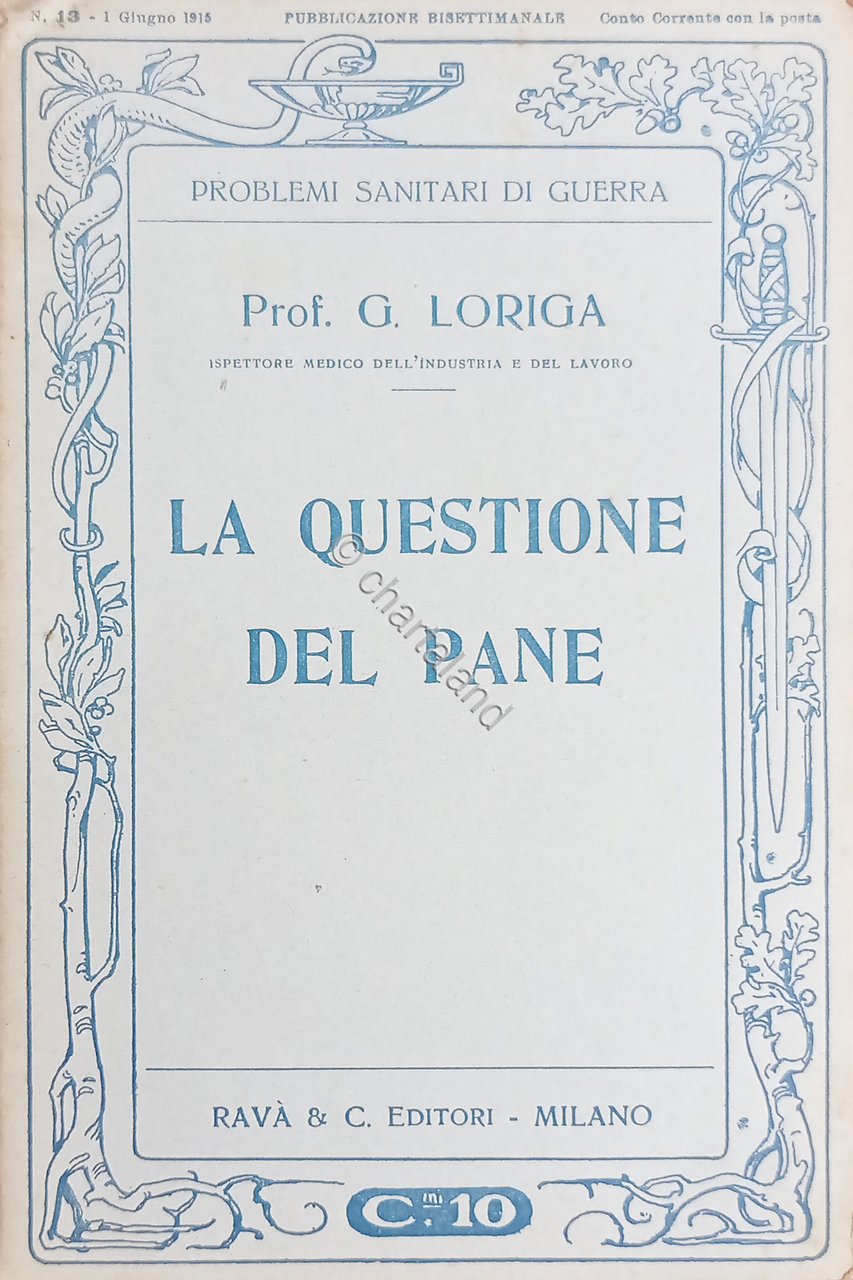 N. 13 - 1 Giugno 1915 PUBBLICAZIONE BISETTIMANALE Conto Corrente con la posta
PROBLEMI SANITARI DI GUERRA
Prof. G. LORIGA
ISPETTORE MEDICO DELL'INDUSTRIA E DEL LAVORO
LA QUESTIONE
DEL PANE
© chartaland
RAVÀ & C. EDITORI - MILANO
C.mi 10